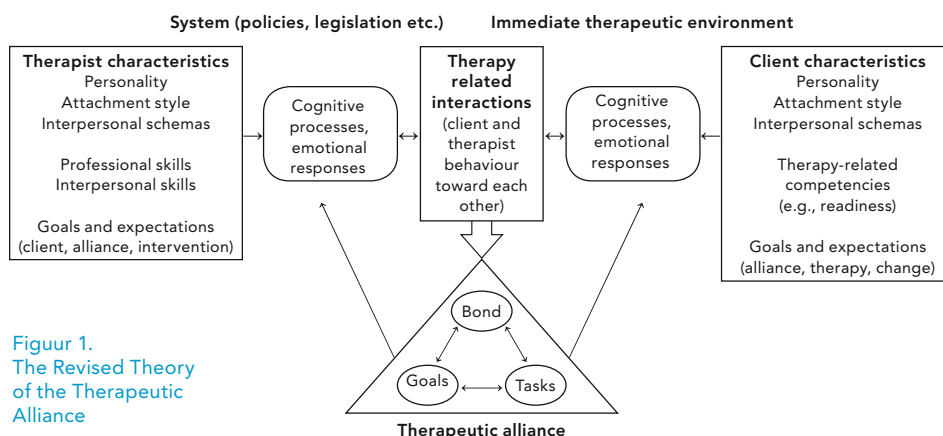 System (policies, legislation etc.)
Immediate therapeutic environment
Therapist characteristics
Personality
Attachment style
Interpersonal schemas
Professional skills
Interpersonal skills
Goals and expectations
(client, alliance, intervention)
Cognitive
processes,
emotional
responses
Therapy
related
interactions
(client and
therapist
behaviour
toward each
other)
Cognitive
processes,
emotional
responses
Client characteristics
Personality
Attachment style
Interpersonal schemas
Therapy-related
competencies
(e.g., readiness)
Goals and expectations
(alliance, therapy, change)
Bond
Goals
Tasks
Therapeutic alliance
Figuur 1.
The Revised Theory
of the Therapeutic
Alliance